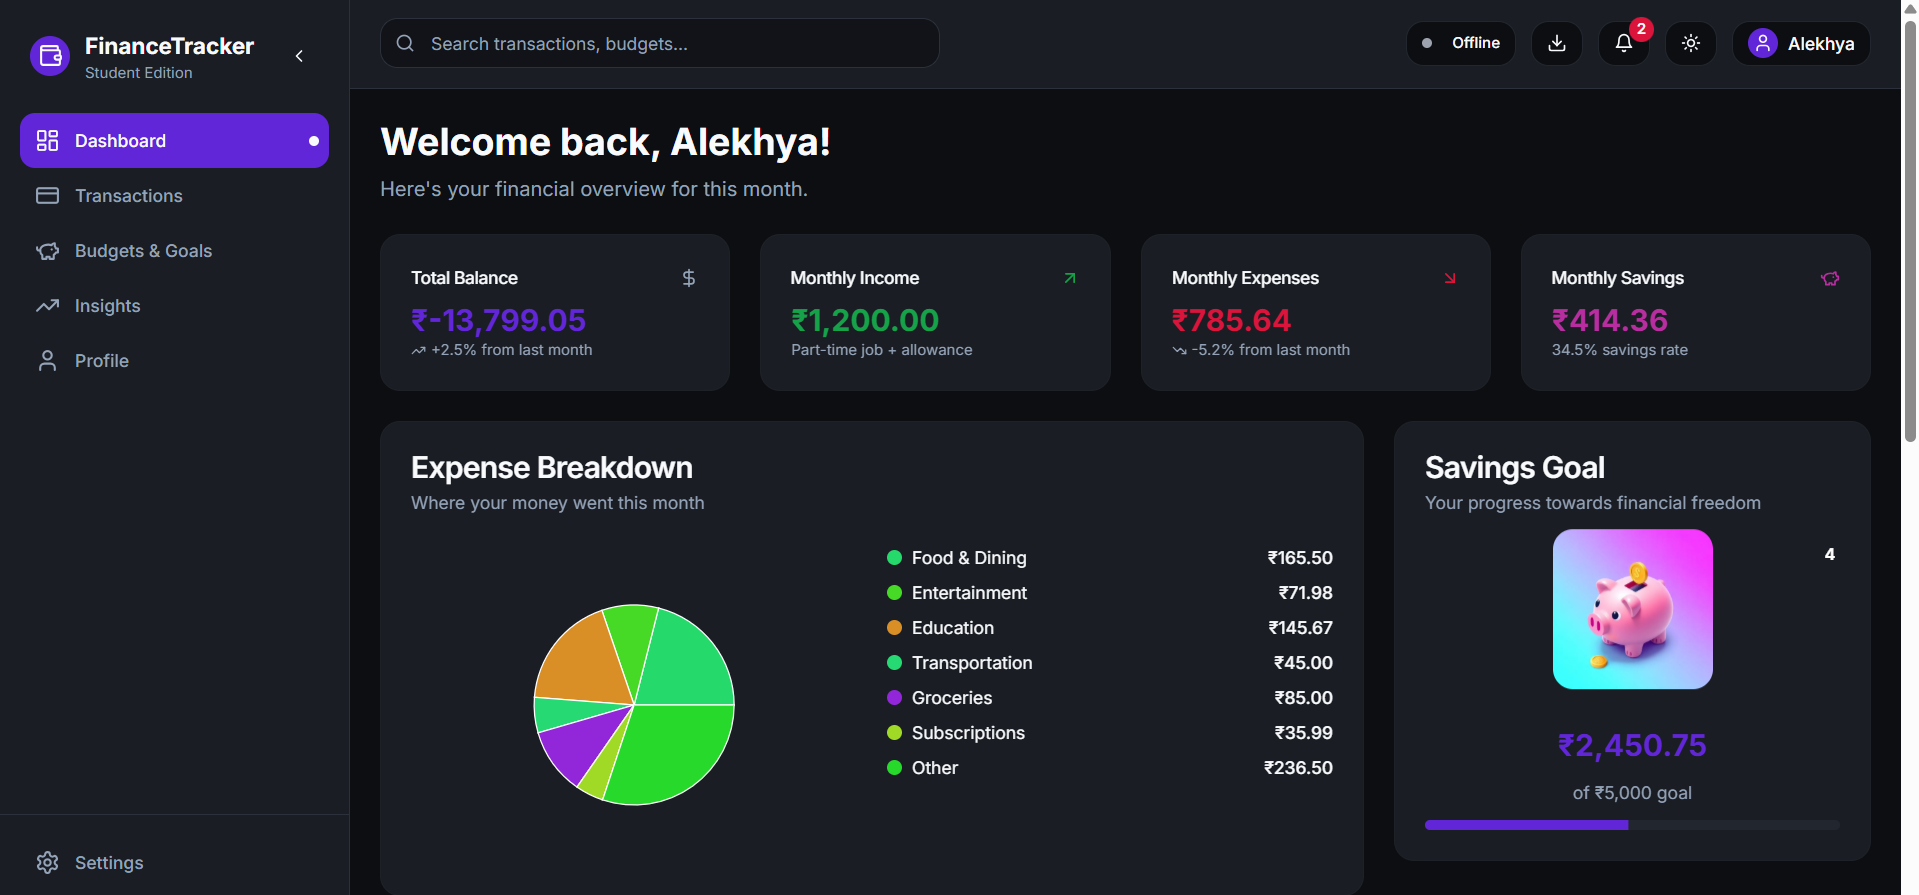 FinanceTracker
Student Edition
Dashboard
Transactions
Budgets & Goals
Insights
Profile
Settings
Search transactions, budgets...
Offline
2
Alekhya
Welcome back, Alekhya!
Here's your financial overview for this month.
Total Balance
$
₹-13,799.05
+2.5% from last month
Monthly Income
₹1,200.00
Part-time job + allowance
Monthly Expenses
₹785.64
-5.2% from last month
Monthly Savings
₹414.36
34.5% savings rate
Expense Breakdown
Where your money went this month
Food & Dining ₹165.50
Entertainment ₹71.98
Education ₹145.67
Transportation ₹45.00
Groceries ₹85.00
Subscriptions ₹35.99
Other ₹236.50
Savings Goal
Your progress towards financial freedom
4
₹2,450.75
of ₹5,000 goal